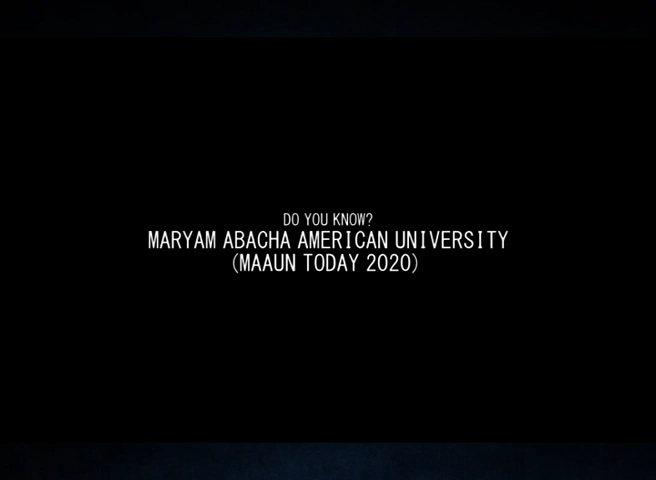 DO YOU KNOW?
MARYAM ABACHA AMERICAN UNIVERSITY
(MAAUN TODAY 2020)